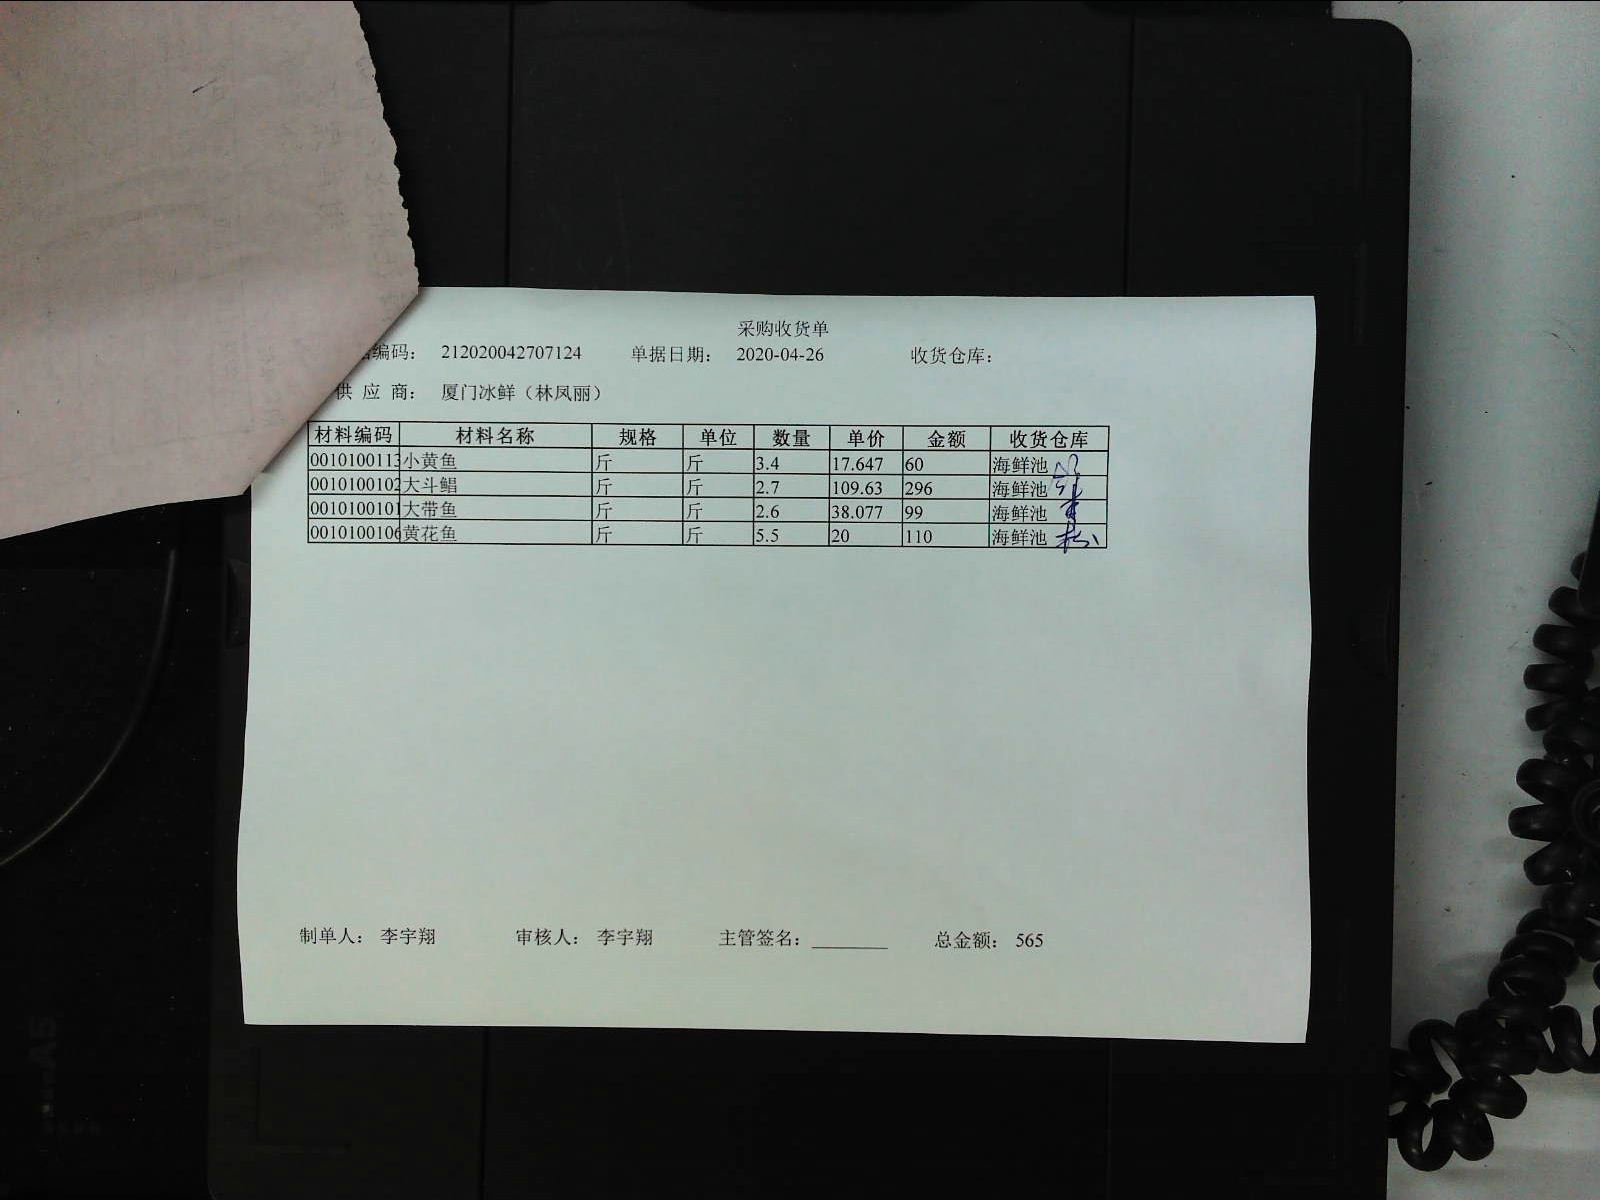 采购收货单
编码： 212020042707124 单据日期： 2020-04-26 收货仓库：
供 应 商： 厦门冰鲜（林凤丽）
材料编码 材料名称 规格 单位 数量 单价 金额 收货仓库
0010100113 小黄鱼 斤 斤 3.4 17.647 60 海鲜池
0010100102 大斗鲳 斤 斤 2.7 109.63 296 海鲜池
0010100101 大带鱼 斤 斤 2.6 38.077 99 海鲜池
0010100106 黄花鱼 斤 斤 5.5 20 110 海鲜池
制单人： 李宇翔 审核人： 李宇翔 主管签名： 总金额： 565